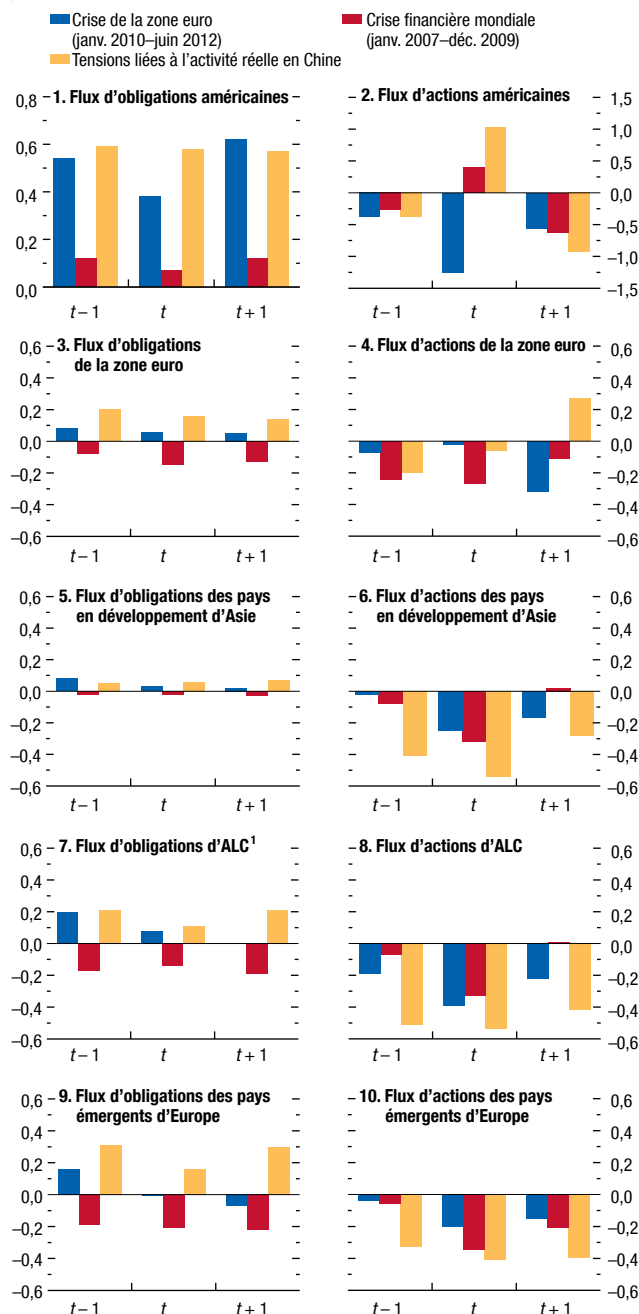 Crise de la zone euro
(janv. 2010–juin 2012)
Crise financière mondiale
(janv. 2007–déc. 2009)
Tensions liées à l'activité réelle en Chine
1. Flux d'obligations américaines
0,8
0,6
0,4
0,2
0,0
t – 1 t t + 1
2. Flux d'actions américaines
1,5
1,0
0,5
0,0
–0,5
–1,0
–1,5
t – 1 t t + 1
3. Flux d'obligations
de la zone euro
0,6
0,4
0,2
0,0
–0,2
–0,4
–0,6
t – 1 t t + 1
4. Flux d'actions de la zone euro
0,6
0,4
0,2
0,0
–0,2
–0,4
–0,6
t – 1 t t + 1
5. Flux d'obligations des pays
en développement d'Asie
0,6
0,4
0,2
0,0
–0,2
–0,4
–0,6
t – 1 t t + 1
6. Flux d'actions des pays
en développement d'Asie
0,6
0,4
0,2
0,0
–0,2
–0,4
–0,6
t – 1 t t + 1
7. Flux d'obligations d'ALC¹
0,6
0,4
0,2
0,0
–0,2
–0,4
–0,6
t – 1 t t + 1
8. Flux d'actions d'ALC
0,6
0,4
0,2
0,0
–0,2
–0,4
–0,6
t – 1 t t + 1
9. Flux d'obligations des pays
émergents d'Europe
0,6
0,4
0,2
0,0
–0,2
–0,4
–0,6
t – 1 t t + 1
10. Flux d'actions des pays
émergents d'Europe
0,6
0,4
0,2
0,0
–0,2
–0,4
–0,6
t – 1 t t + 1